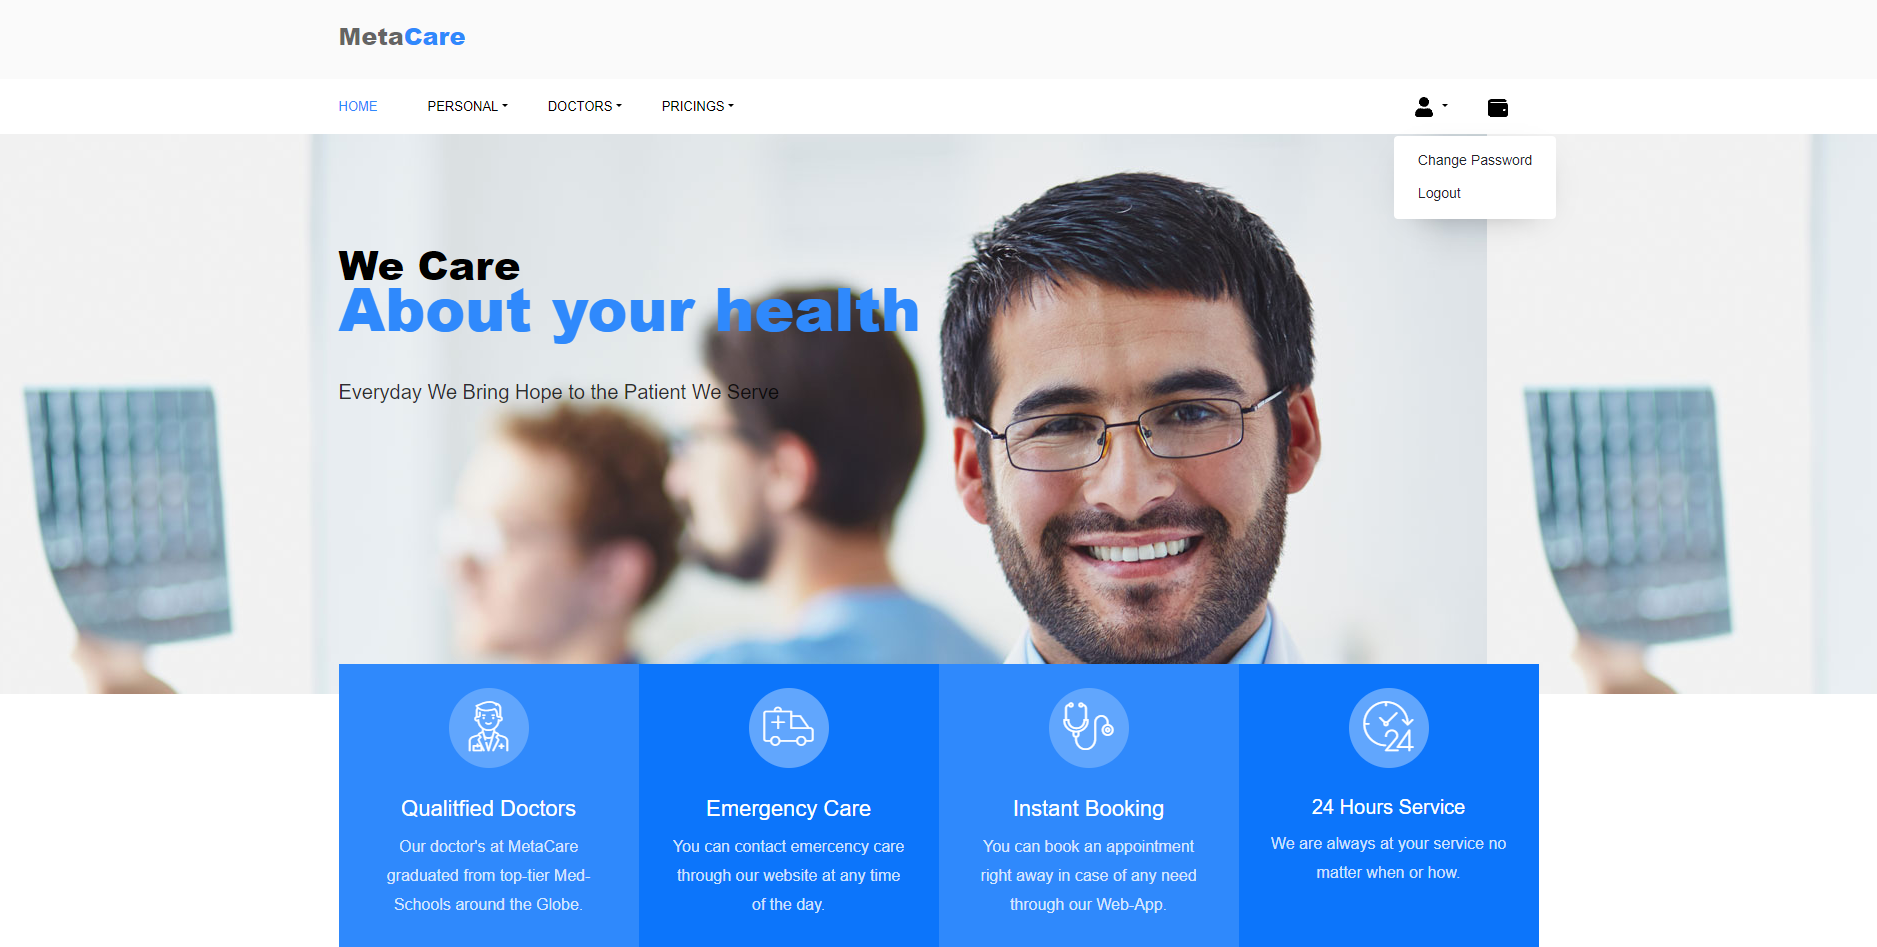 MetaCare
HOME PERSONAL DOCTORS PRICINGS
Change Password
Logout
We Care
About your health
Everyday We Bring Hope to the Patient We Serve
Qualitfied Doctors
Our doctor's at MetaCare
graduated from top-tier Med-
Schools around the Globe.
Emergency Care
You can contact emercency care
through our website at any time
of the day.
Instant Booking
You can book an appointment
right away in case of any need
through our Web-App.
24
24 Hours Service
We are always at your service no
matter when or how.